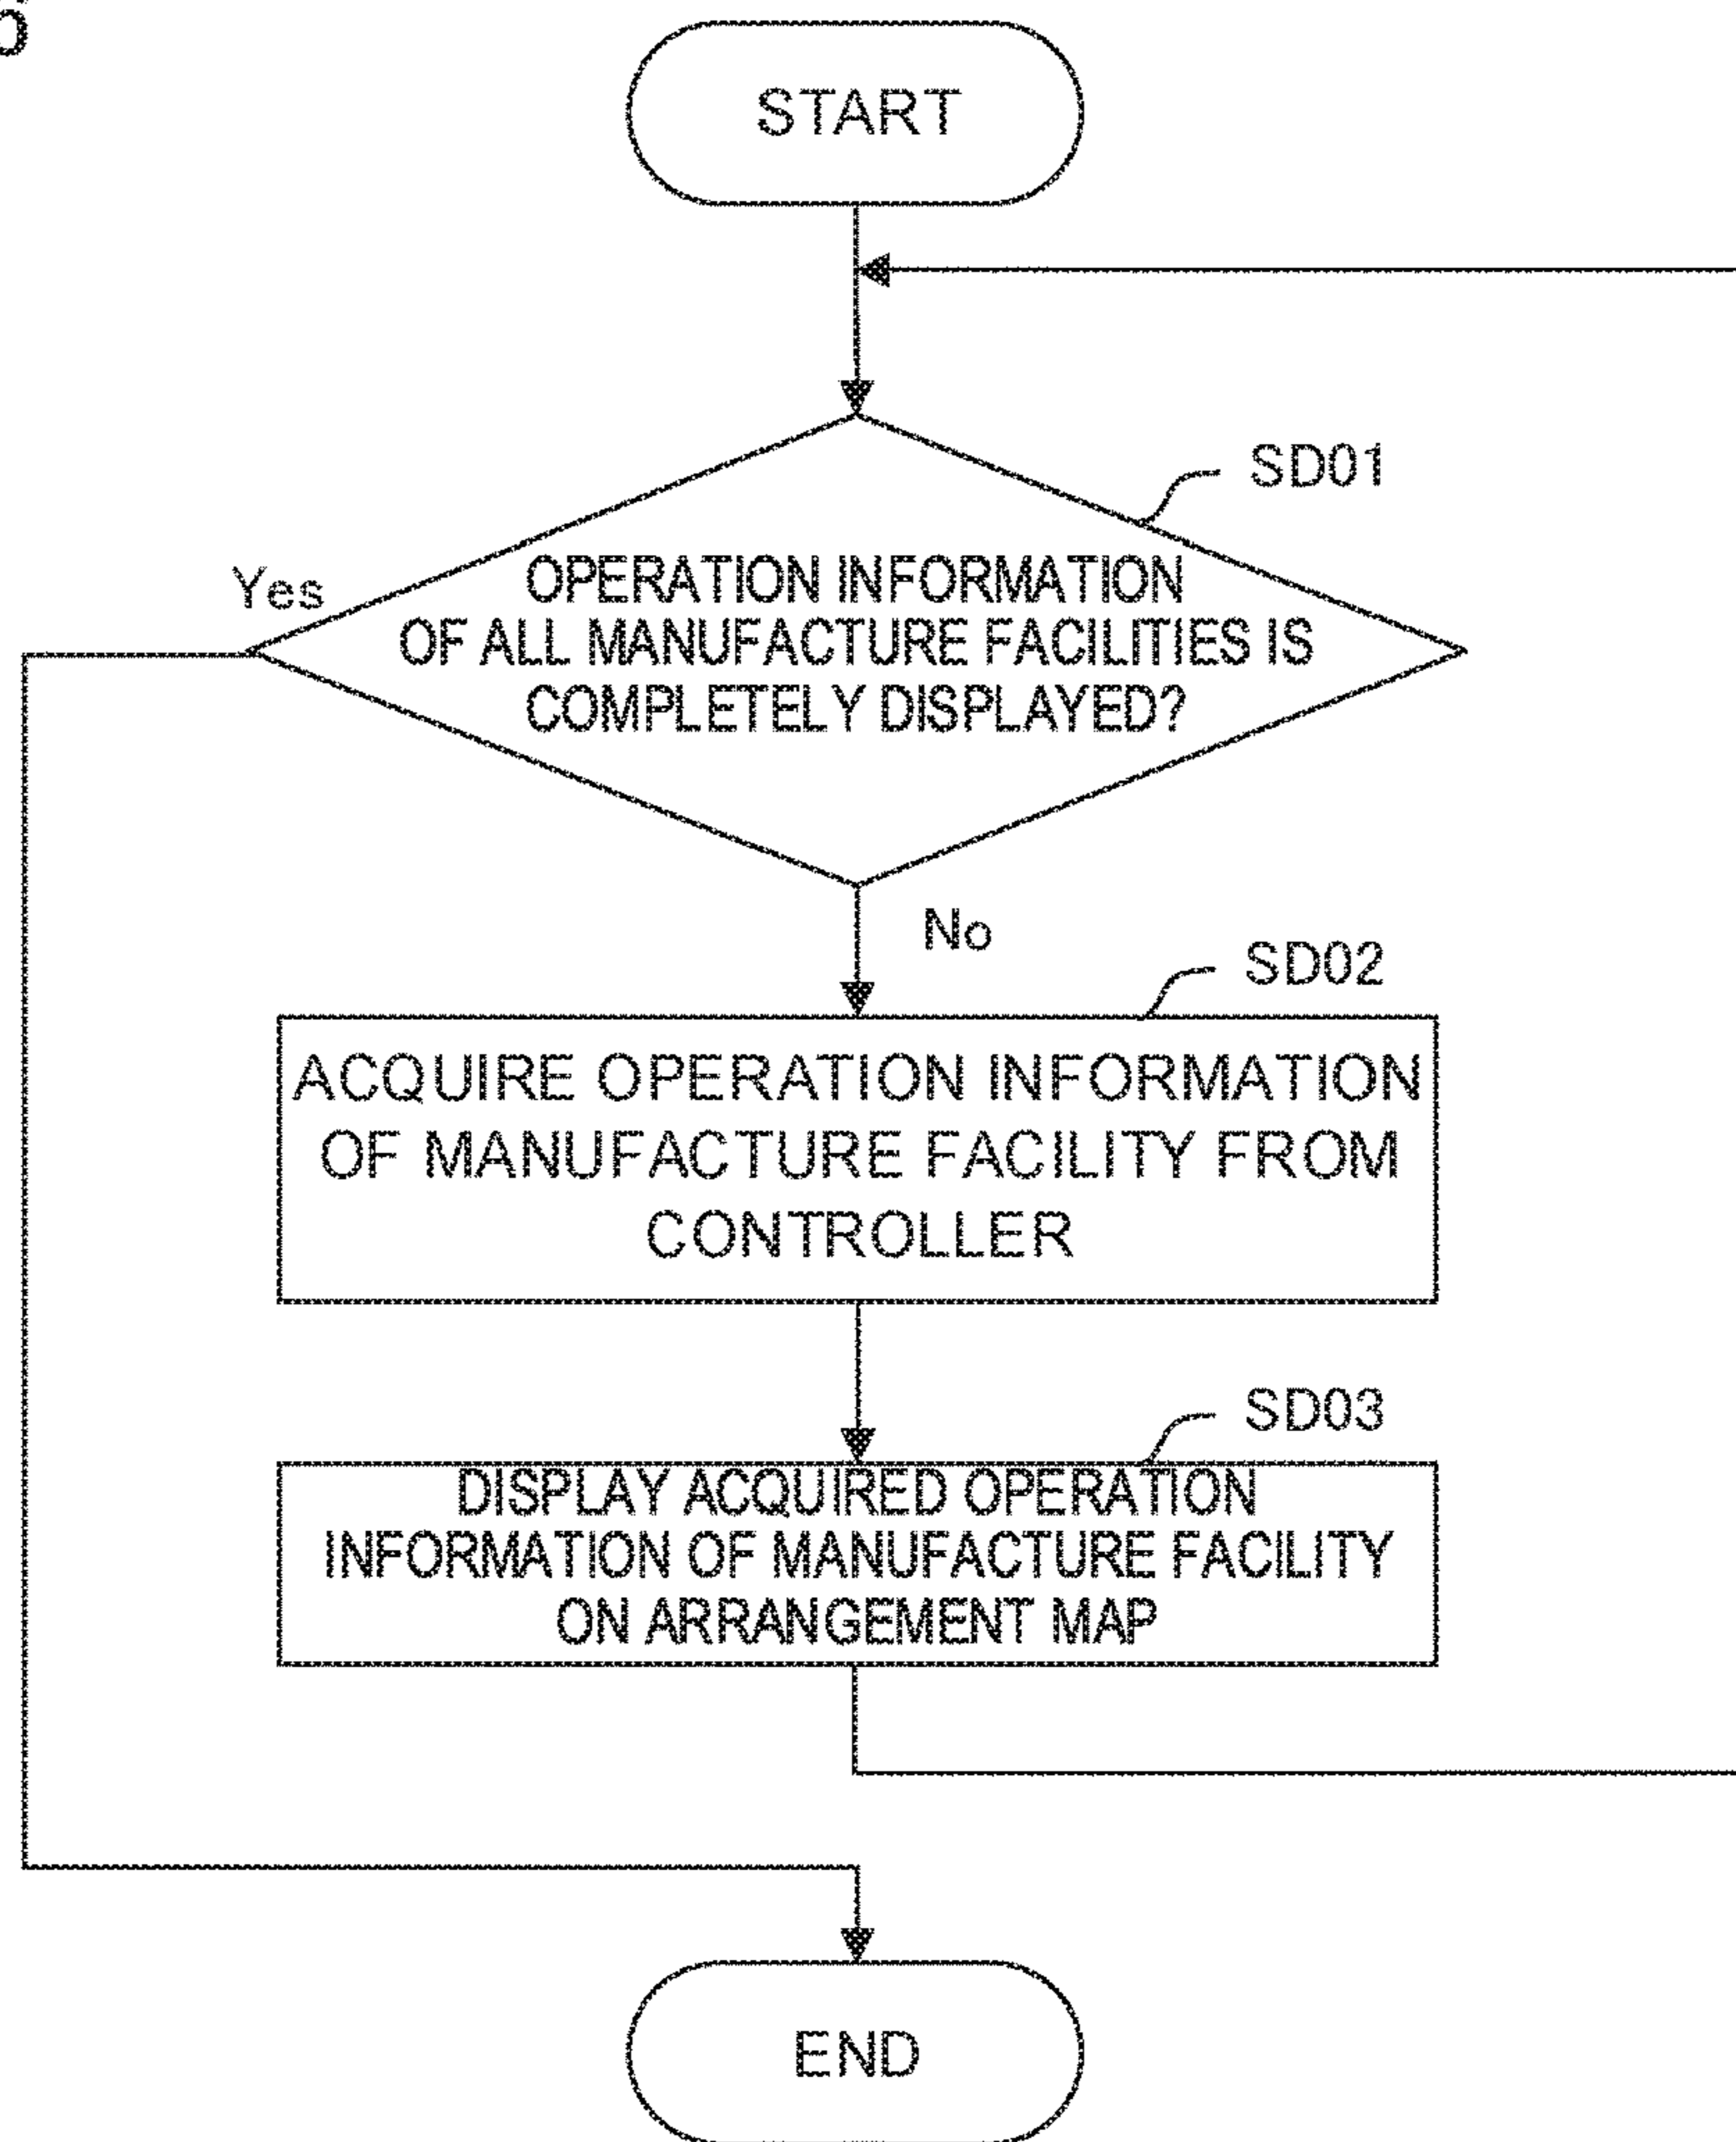 START
SD01
Yes
OPERATION INFORMATION
OF ALL MANUFACTURE FACILITIES IS
COMPLETELY DISPLAYED?
No
SD02
ACQUIRE OPERATION INFORMATION
OF MANUFACTURE FACILITY FROM
CONTROLLER
SD03
DISPLAY ACQUIRED OPERATION
INFORMATION OF MANUFACTURE FACILITY
ON ARRANGEMENT MAP
END